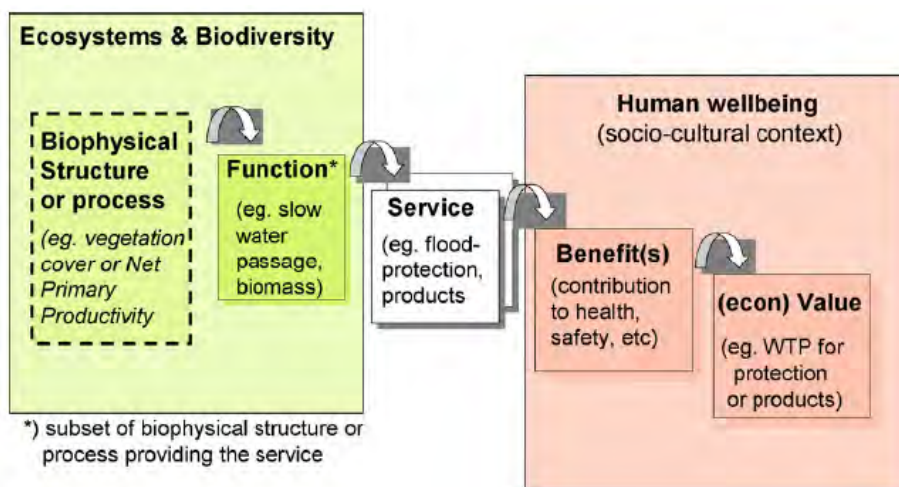 Ecosystems & Biodiversity
Biophysical
Structure
or process
(eg. vegetation
cover or Net
Primary
Productivity
Function*
(eg. slow
water
passage,
biomass)
Service
(eg. flood-
protection,
products
Human wellbeing
(socio-cultural context)
Benefit(s)
(contribution
to health,
safety, etc)
(econ) Value
(eg. WTP for
protection
or products)
*) subset of biophysical structure or
process providing the service